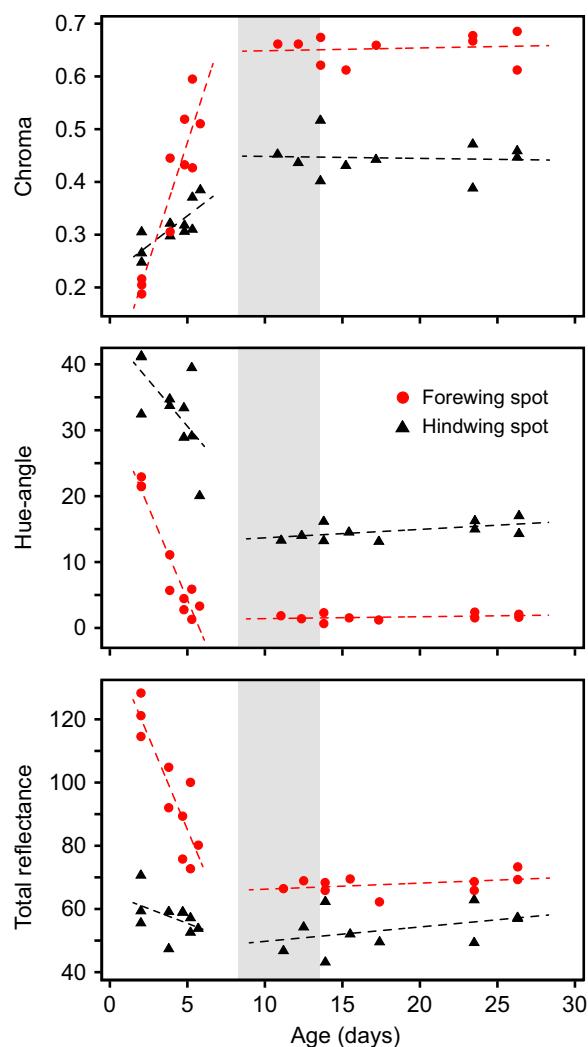 0.7
0.6
0.5
0.4
0.3
0.2
Chroma
40
30
20
10
0
Hue-angle
Forewing spot
Hindwing spot
120
100
80
60
40
Total reflectance
0 5 10 15 20 25 30
Age (days)